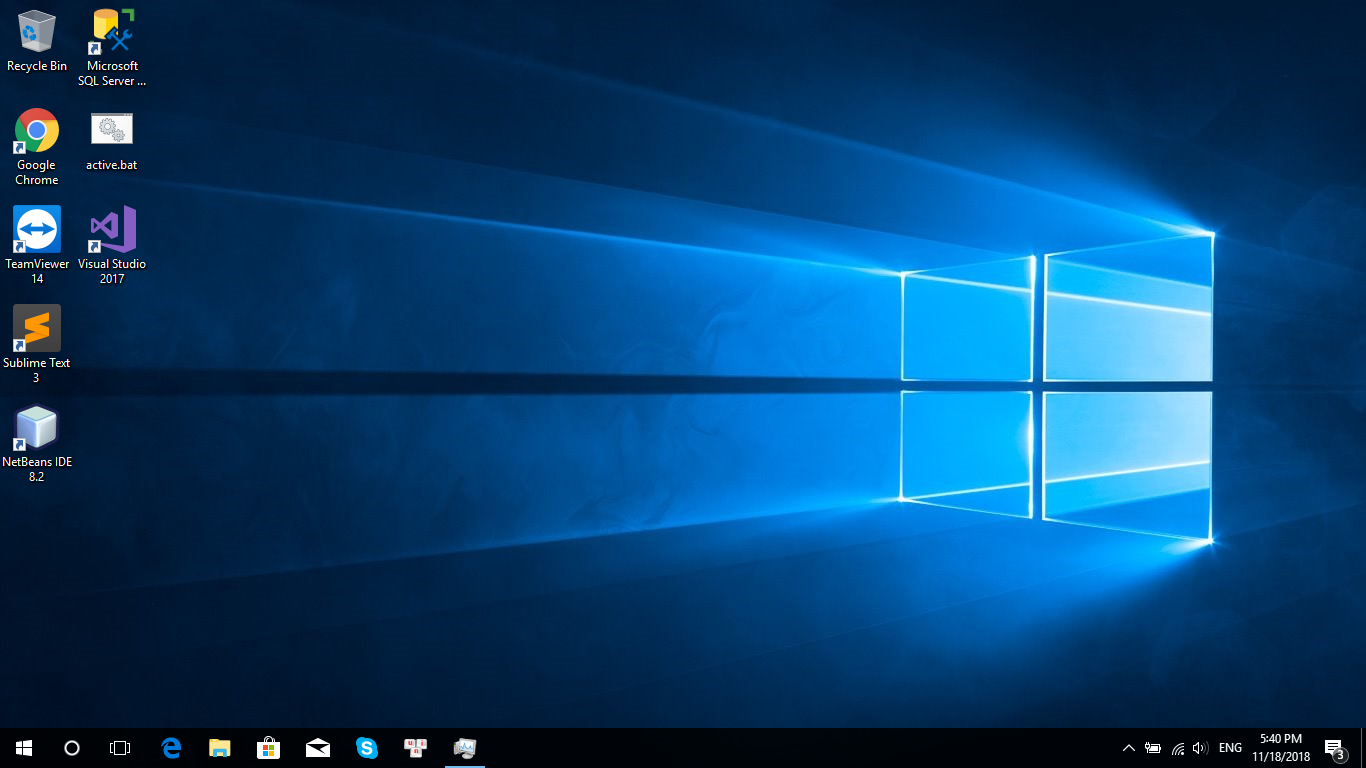 Recycle Bin
Microsoft
SQL Server ...
Google
Chrome
active.bat
TeamViewer
14
Visual Studio
2017
Sublime Text
3
NetBeans IDE
8.2
ENG
5:40 PM
11/18/2018
3